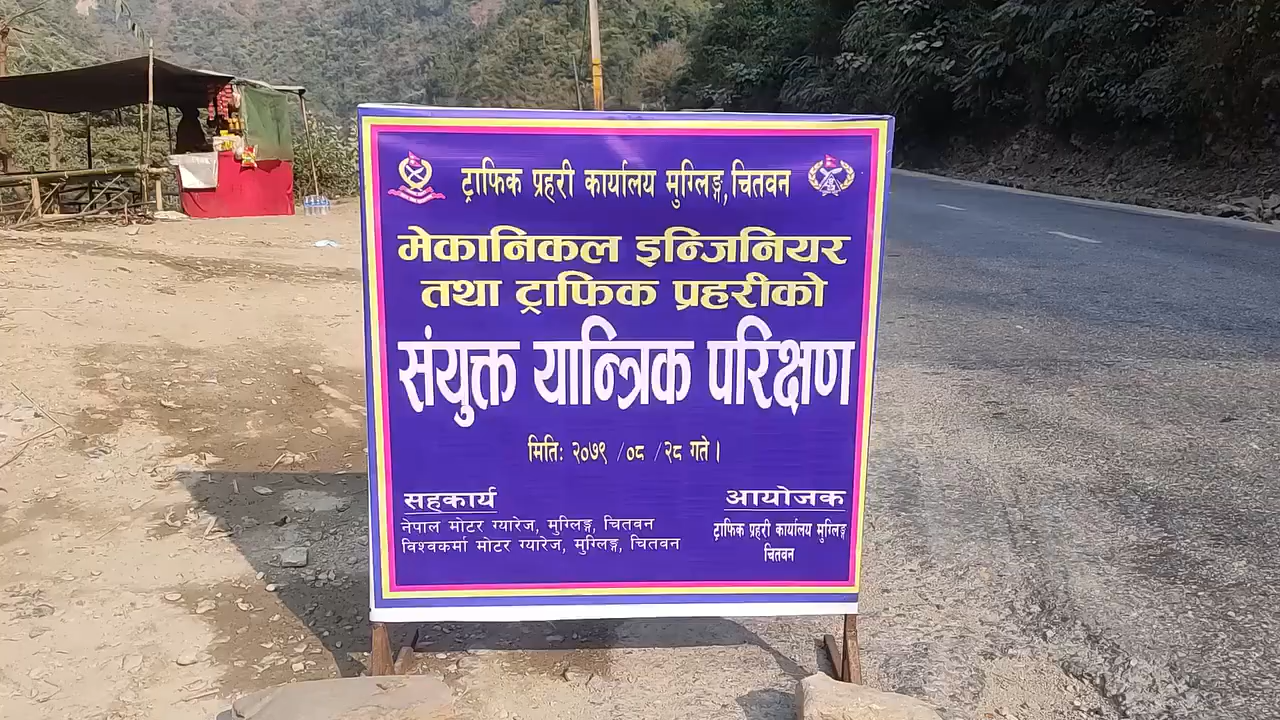 ट्राफिक प्रहरी कार्यालय मुग्लिङ्ग,चितवन
मेकानिकल इन्जिनियर
तथा ट्राफिक प्रहरीको
संयुक्त यान्त्रिक परिक्षण
मितिः २०७९ /०८ /२८ गते ।
सहकार्य
नेपाल मोटर ग्यारेज, मुग्लिङ्ग, चितवन
विश्वकर्मा मोटर ग्यारेज, मुग्लिङ्ग, चितवन
आयोजक
ट्राफिक प्रहरी कार्यालय मुग्लिङ्ग
चितवन